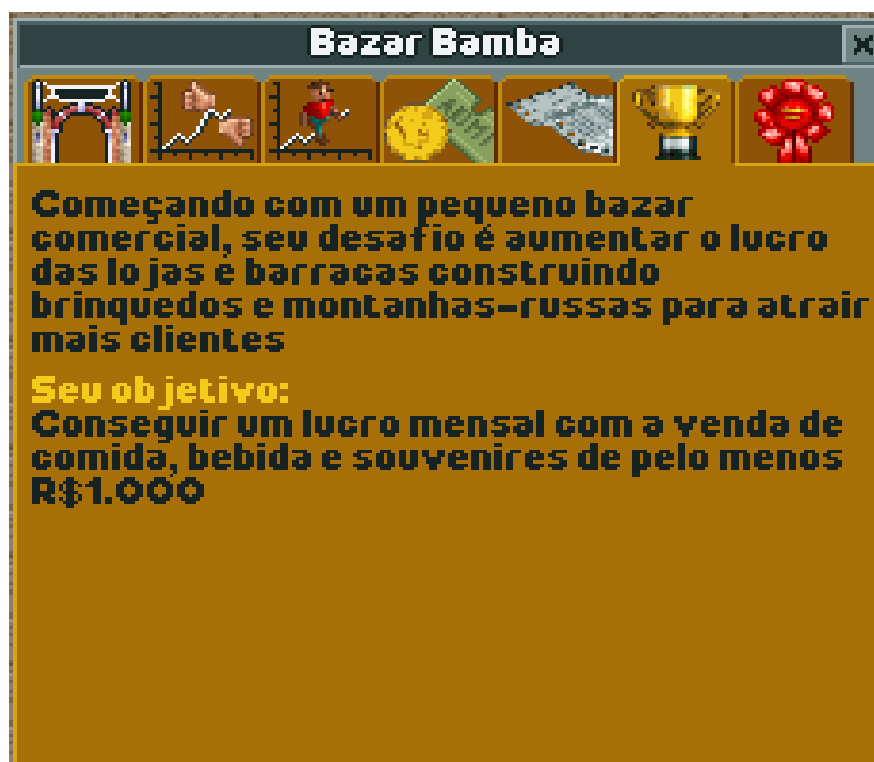 Bazar Bamba
Começando com um pequeno bazar
comercial, seu desafio é aumentar o lucro
das lojas e barracas construindo
brinquedos e montanhas-russas para atrair
mais clientes
Seu objetivo:
Conseguir um lucro mensal com a venda de
comida, bebida e souvenires de pelo menos
R$1.000